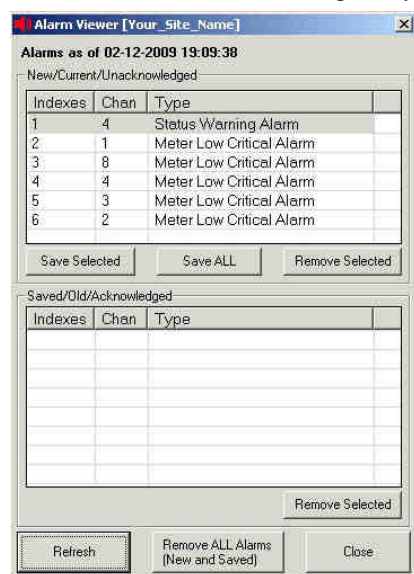 Alarm Viewer [Your_Site_Name]
Alarms as of 02-12-2009 19:09:38
New/Current/Unacknowledged
Indexes Chan Type
1 4 Status Warning Alarm
2 1 Meter Low Critical Alarm
3 8 Meter Low Critical Alarm
4 4 Meter Low Critical Alarm
5 3 Meter Low Critical Alarm
6 2 Meter Low Critical Alarm
Save Selected Save ALL Remove Selected
Saved/Old/Acknowledged
Indexes Chan Type
Remove Selected
Refresh Remove ALL Alarms Close
(New and Saved)